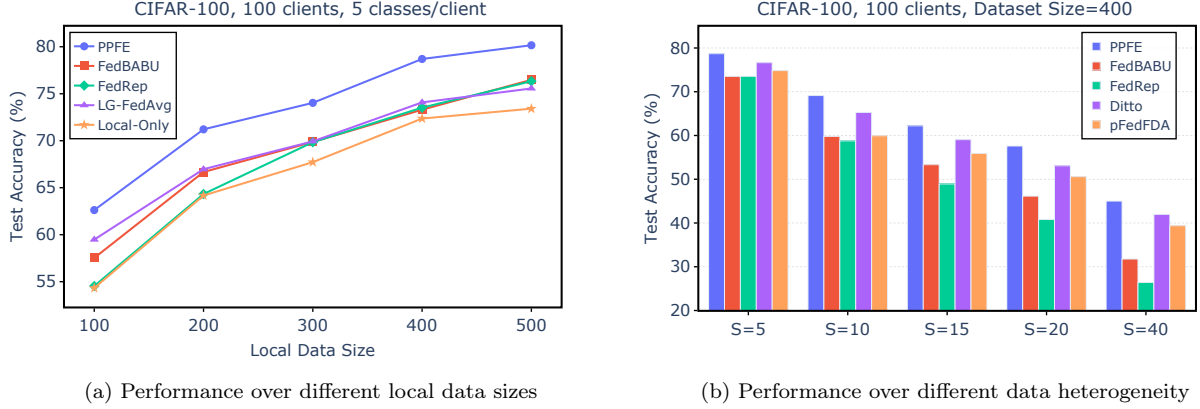 CIFAR-100, 100 clients, 5 classes/client
80
75
70
65
60
55
Test Accuracy (%)
PPFE
FedBABU
FedRep
LG-FedAvg
Local-Only
100 200 300 400 500
Local Data Size
(a) Performance over different local data sizes
CIFAR-100, 100 clients, Dataset Size=400
80
70
60
50
40
30
20
Test Accuracy (%)
PPFE
FedBABU
FedRep
Ditto
pFedFDA
S=5 S=10 S=15 S=20 S=40
(b) Performance over different data heterogeneity